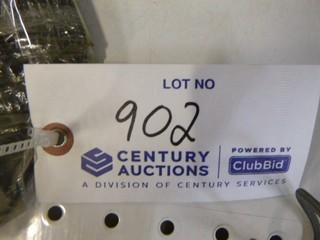 LOT NO
902
CENTURY AUCTIONS
POWERED BY
ClubBid
A DIVISION OF CENTURY SERVICES